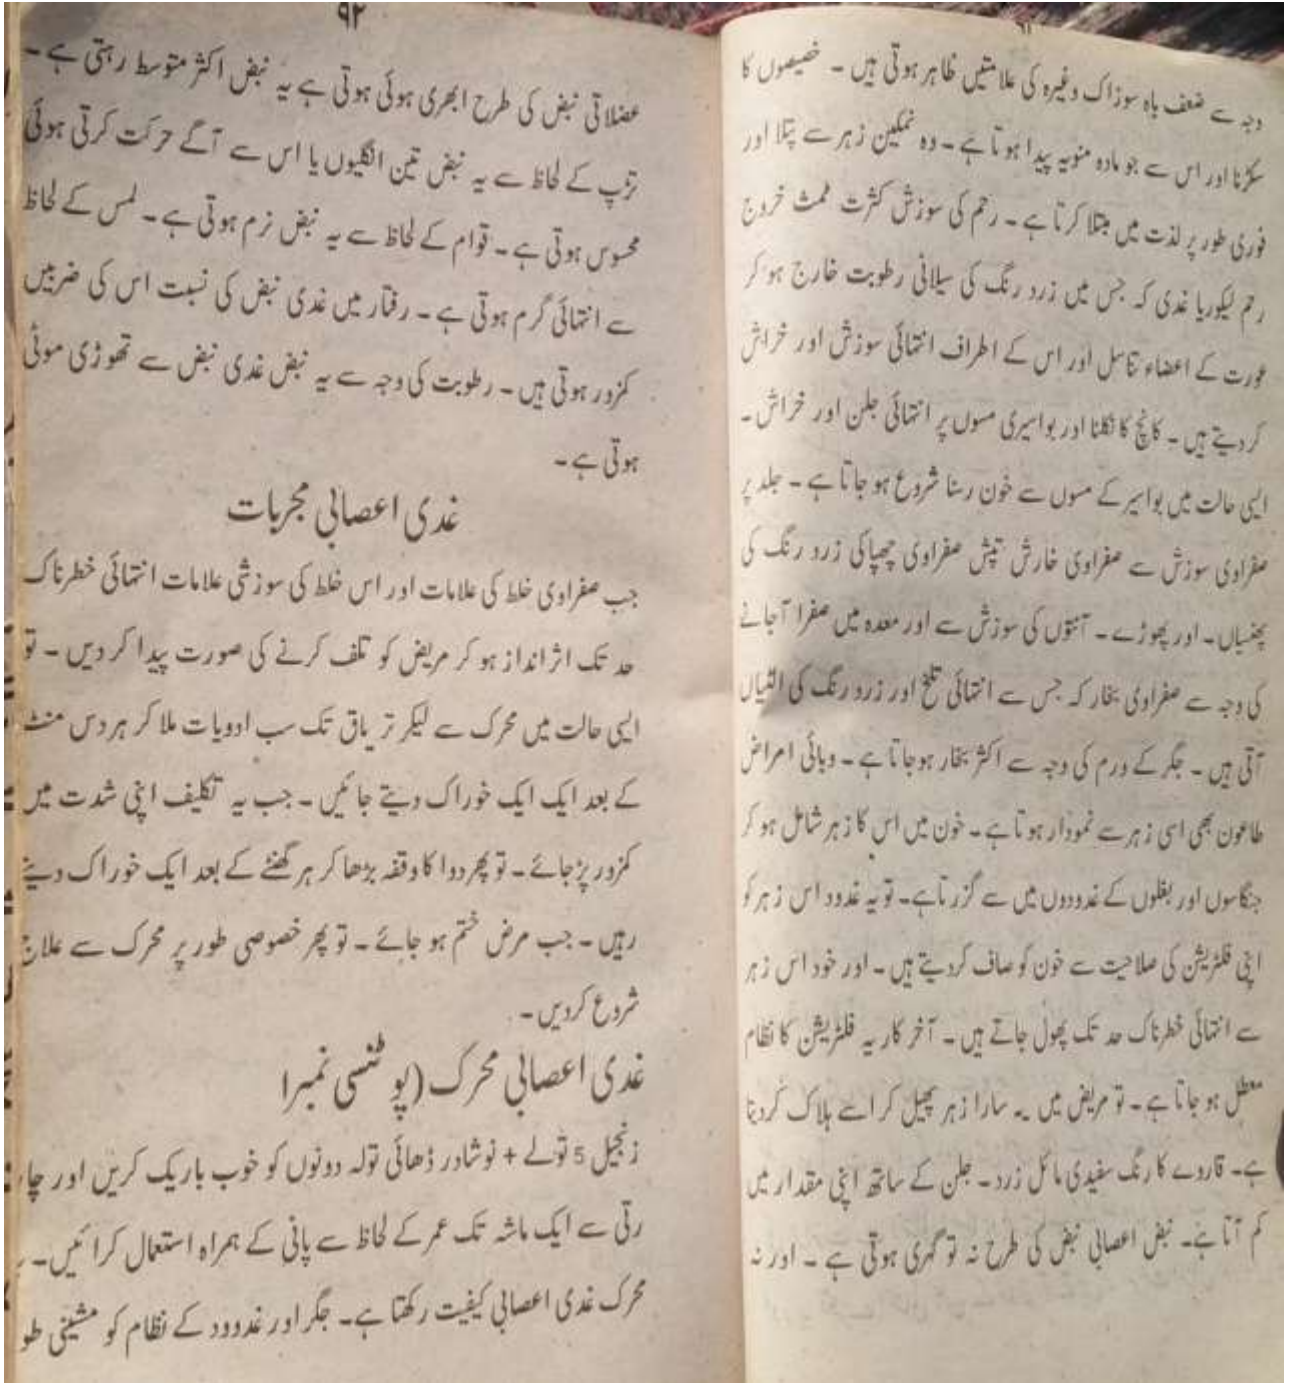 ۹۱
وجہ سے ضعف باہ سوزاک وغیرہ کی علامتیں ظاہر ہوتی ہیں ۔ خصیصوں کا
سکڑنا اور اس سے جو مادہ منویہ پیدا ہوتا ہے ۔ وہ نمکین زہر سے پتلا اور
فوری طور پر لذت میں مبتلا کرتا ہے ۔ رحم کی سوزش کثرت طمث خروج
رحم لیکوریا غدی کہ جس میں زرد رنگ کی سیلانی رطوبت خارج ہو کر
عورت کے اعضاء تناسل اور اس کے اطراف انتہائی سوزش اور خراش
کر دیتے ہیں ۔ کانچ کا نکلنا اور بواسیری مسوں پر انتہائی جلن اور خراش ۔
ایسی حالت میں بواسیر کے مسوں سے خون رسنا شروع ہو جاتا ہے ۔ جلد پر
صفراوی سوزش سے صفراوی خارش تپش صفراوی چھپاکی زرد رنگ کی
پھنسیاں ۔ اور پھوڑے ۔ آنتوں کی سوزش سے اور معدہ میں صفرا آجانے
کی وجہ سے صفراوی بخار کہ جس سے انتہائی تلخ اور زرد رنگ کی الٹیاں
آتی ہیں ۔ جگر کے ورم کی وجہ سے اکثر بخار ہوجاتا ہے ۔ وبائی امراض
طاعون بھی اسی زہر سے نمودار ہوتا ہے ۔ خون میں اس کا زہر شامل ہو کر
جنگاسوں اور بغلوں کے غدودوں میں سے گزرتاہے۔ تو یہ غدود اس زہر کو
اپنی فلٹریشن کی صلاحیت سے خون کو صاف کردیتے ہیں ۔ اور خود اس زہر
سے انتہائی خطرناک حد تک پھول جاتے ہیں ۔ آخر کار یہ فلٹریشن کا نظام
معطل ہو جاتا ہے ۔ تو مریض میں یہ سارا زہر پھیل کر اسے ہلاک کردیتا
ہے ۔ قاروے کا رنگ سفیدی مائل زرد ۔ جلن کے ساتھ اپنی مقدار میں
کم آتا ہے۔ نبض اعصابی نبض کی طرح نہ تو گہری ہوتی ہے ۔ اور نہ
۹۲
عضلاتی نبض کی طرح ابھری ہوئی ہوتی ہے یہ نبض اکثر متوسط رہتی ہے ۔
تڑپ کے لحاظ سے یہ نبض تین انگلیوں یا اس سے آگے حرکت کرتی ہوئی
محسوس ہوتی ہے ۔ قوام کے لحاظ سے یہ نبض نرم ہوتی ہے ۔ لمس کے لحاظ
سے انتہائی گرم ہوتی ہے ۔ رفتار میں غدی نبض کی نسبت اس کی ضربیں
کمزور ہوتی ہیں ۔ رطوبت کی وجہ سے یہ نبض غدی نبض سے تھوڑی موٹی
ہوتی ہے ۔
غدی اعصابی مجربات
جب صفراوی خلط کی علامات اور اس خلط کی سوزشی علامات انتہائی خطرناک
حد تک اثر انداز ہو کر مریض کو تلف کرنے کی صورت پیدا کر دیں ۔ تو
ایسی حالت میں محرک سے لیکر تریاق تک سب ادویات ملا کر ہر دس منٹ
کے بعد ایک ایک خوراک دیتے جائیں ۔ جب یہ تکلیف اپنی شدت میں
کمزور پڑجائے ۔ تو پھر دوا کا وقفہ بڑھا کر ہر گھنٹے کے بعد ایک خوراک دیتے
رہیں ۔ جب مرض ختم ہو جائے ۔ تو پھر خصوصی طور پر محرک سے علاج
شروع کردیں ۔
غدی اعصابی محرک (پوٹنسی نمبر۱
زنجبیل 5 تولے + نوشادر ڈھائی تولہ دونوں کو خوب باریک کریں اور چار
رتی سے ایک ماشہ تک عمر کے لحاظ سے پانی کے ہمراہ استعمال کرائیں ۔
محرک غدی اعصابی کیفیت رکھتا ہے ۔ جگر اور غدوود کے نظام کو مشینی طو